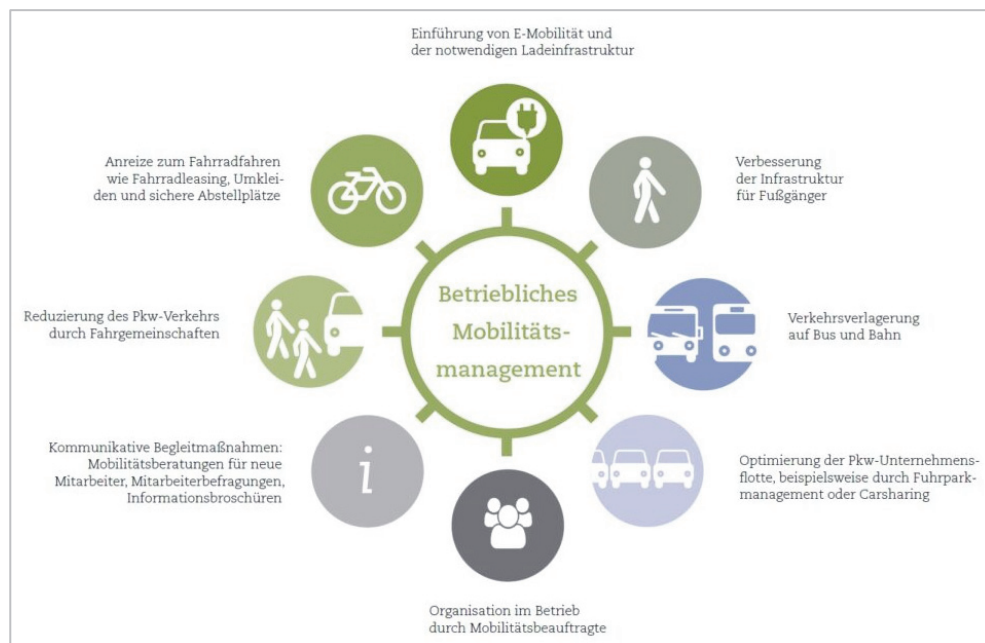 Einführung von E-Mobilität und
der notwendigen Ladeinfrastruktur
Anreize zum Fahrradfahren
wie Fahrradleasing, Umklei-
den und sichere Abstellplätze
Verbesserung
der Infrastruktur
für Fußgänger
Reduzierung des Pkw-Verkehrs
durch Fahrgemeinschaften
Betriebliches
Mobilitäts-
management
Verkehrsverlagerung
auf Bus und Bahn
Kommunikative Begleitmaßnahmen:
Mobilitätsberatungen für neue
Mitarbeiter, Mitarbeiterbefragungen,
Informationsbroschüren
i
Optimierung der Pkw-Unternehmens-
flotte, beispielsweise durch Fuhrpark-
management oder Carsharing
Organisation im Betrieb
durch Mobilitätsbeauftragte